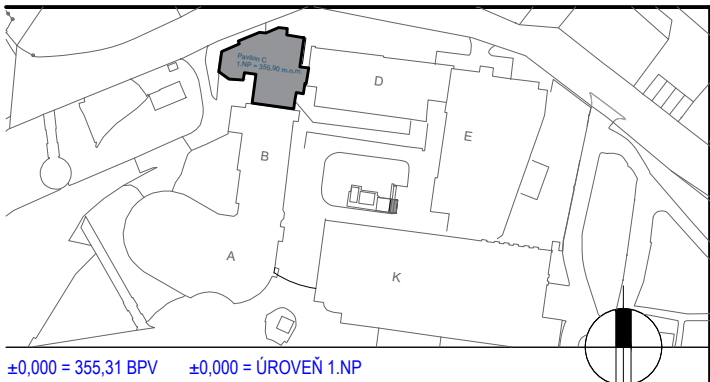 Pavilon C
1.NP = 356,90 m.n.m.
D
E
B
A
K
±0,000 = 355,31 BPV ±0,000 = ÚROVEŇ 1.NP